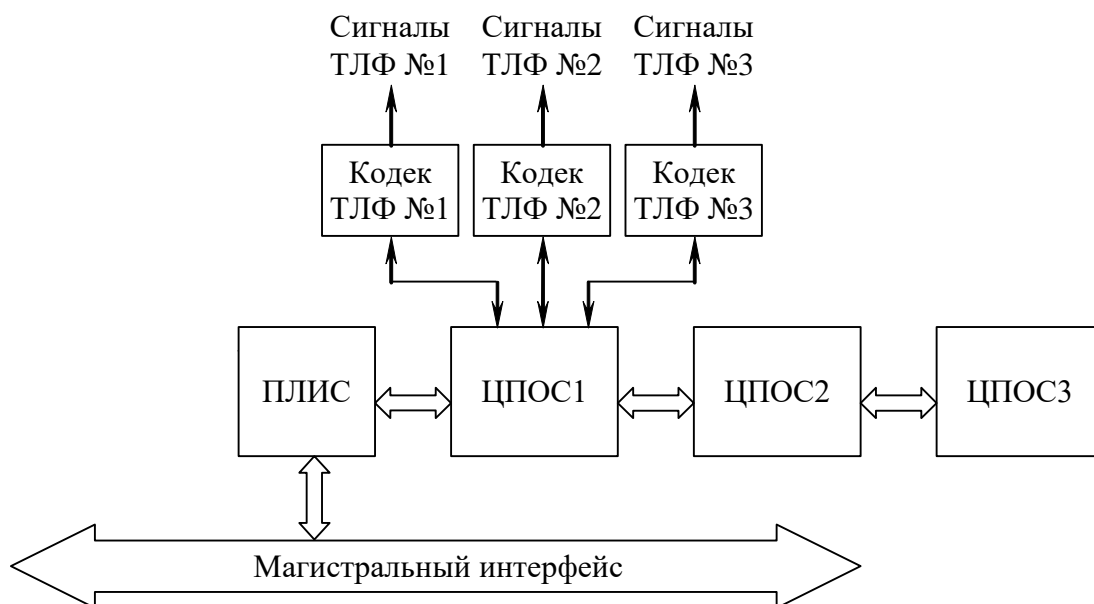 Сигналы Сигналы Сигналы
ТЛФ №1 ТЛФ №2 ТЛФ №3
Кодек Кодек Кодек
ТЛФ №1 ТЛФ №2 ТЛФ №3
ПЛИС ЦПОС1 ЦПОС2 ЦПОС3
Магистральный интерфейс